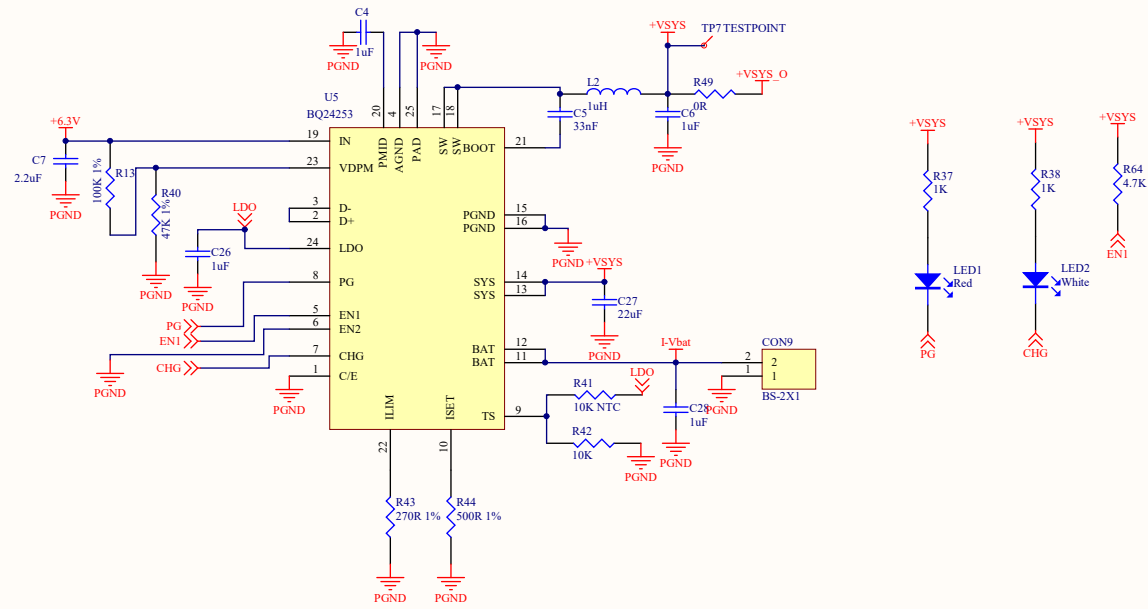 C4
1uF
PGND
PGND
+VSYS
TP7 TESTPOINT
+VSYS_O
L2
1uH
R49
0R
C5
33nF
C6
1uF
PGND
U5
BQ24253
20
4
25
17
18
PMID
AGND
PAD
SW
SW
+6.3V
19
IN
BOOT
21
C7
2.2uF
PGND
R13
100K 1%
23
VDPM
R40
47K 1%
PGND
3
D-
2
D+
PGND
15
PGND
16
PGND
LDO
C26
1uF
PGND
24
LDO
8
PG
SYS
14
SYS
13
+VSYS
C27
22uF
PGND
PG
EN1
5
EN1
6
EN2
CHG
7
CHG
PGND
1
C/E
PGND
BAT
12
BAT
11
I-Vbat
CON9
2
2
1
1
BS-2X1
PGND
C28
1uF
PGND
LDO
R41
10K NTC
TS
9
R42
10K
PGND
ILIM
ISET
22
10
R43
270R 1%
PGND
R44
500R 1%
PGND
+VSYS
R37
1K
LED1
Red
PG
+VSYS
R38
1K
LED2
White
CHG
+VSYS
R64
4.7K
EN1